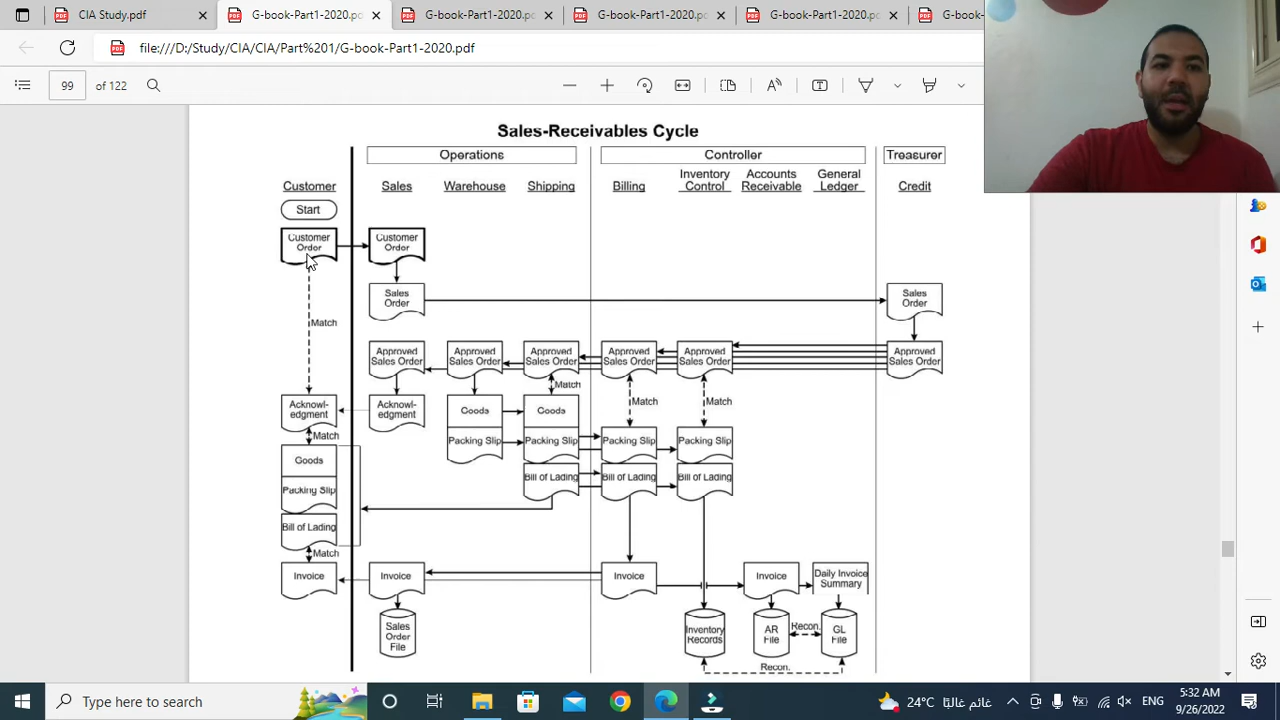 CIA Study.pdf
G-book-Part1-2020.pdf
G-book-Part1-2020.pdf
G-book-Part1-2020.pdf
G-book-Part1-2020.pdf
G-book
file:///D:/Study/CIA/CIA/Part%201/G-book-Part1-2020.pdf
99 of 122
Sales-Receivables Cycle
Operations Controller Treasurer
Customer Sales Warehouse Shipping Billing Inventory Control Accounts Receivable General Ledger Credit
Start
Customer Order
Customer Order
Sales Order
Sales Order
Match
Approved Sales Order
Approved Sales Order
Approved Sales Order
Approved Sales Order
Approved Sales Order
Approved Sales Order
Match
Match
Match
Acknowl-
edgment
Acknowl-
edgment
Goods
Goods
Match
Packing Slip
Packing Slip
Packing Slip
Packing Slip
Goods
Bill of Lading
Bill of Lading
Bill of Lading
Packing Slip
Bill of Lading
Match
Invoice
Invoice
Invoice
Invoice
Daily Invoice Summary
Sales Order File
Inventory Records
AR File
Recon.
GL File
Recon.
Type here to search
24°C غائمة غالبًا
ENG
5:32 AM
9/26/2022